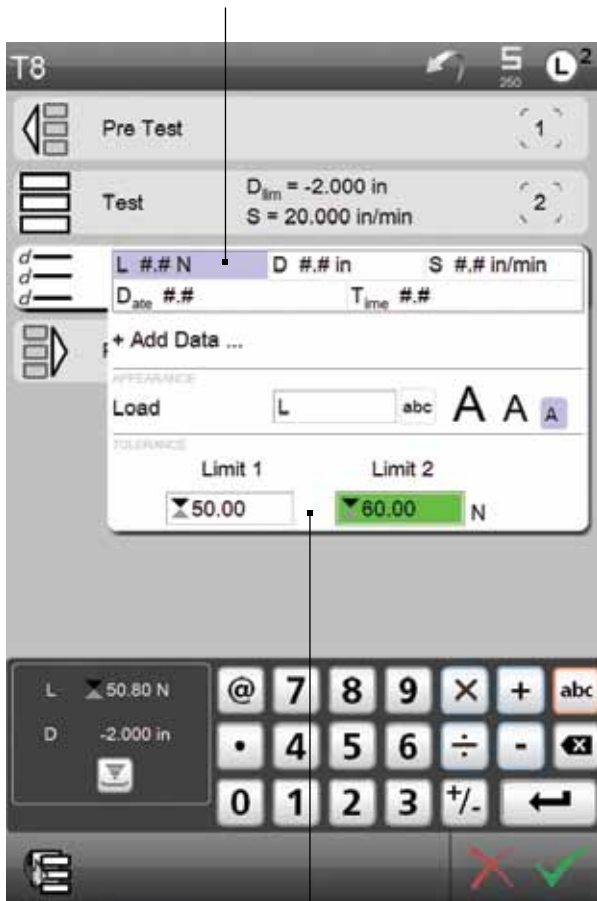 T8
S
250
L 2
Pre Test
1
Test
Dlim = -2.000 in
S = 20.000 in/min
2
d
d
d
L #.# N D #.# in S #.# in/min
Date #.# Time #.#
+ Add Data ...
APPEARANCE
Load L abc A A A
TOLERANCE
Limit 1 Limit 2
50.00 60.00 N
L 50.80 N
D -2.000 in
@ 7 8 9 × + abc
• 4 5 6 ÷ -
0 1 2 3 +/-